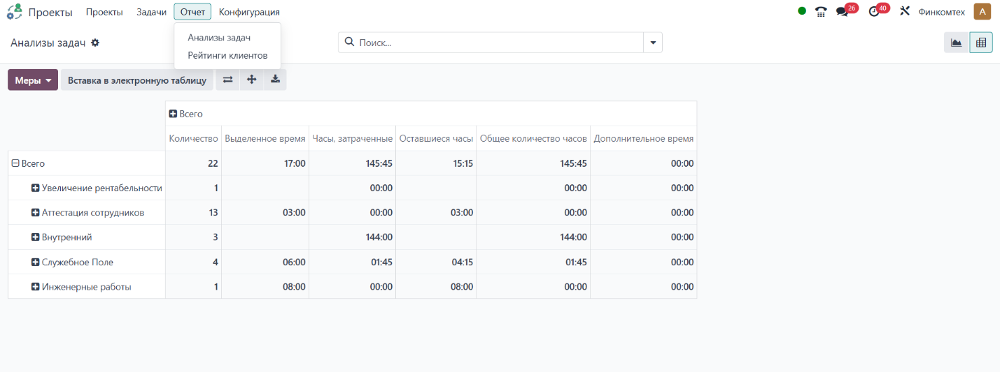 Проекты Проекты Задачи Отчет Конфигурация 26 40 Финкомтех A
Анализы задач
Рейтинги клиентов
Анализы задач Поиск...
Меры Вставка в электронную таблицу
Всего
Количество Выделенное время Часы, затраченные Оставшиеся часы Общее количество часов Дополнительное время
Всего 22 17:00 145:45 15:15 145:45 00:00
Увеличение рентабельности 1 00:00 00:00 00:00
Аттестация сотрудников 13 03:00 00:00 03:00 00:00 00:00
Внутренний 3 144:00 144:00 00:00
Служебное Поле 4 06:00 01:45 04:15 01:45 00:00
Инженерные работы 1 08:00 00:00 08:00 00:00 00:00